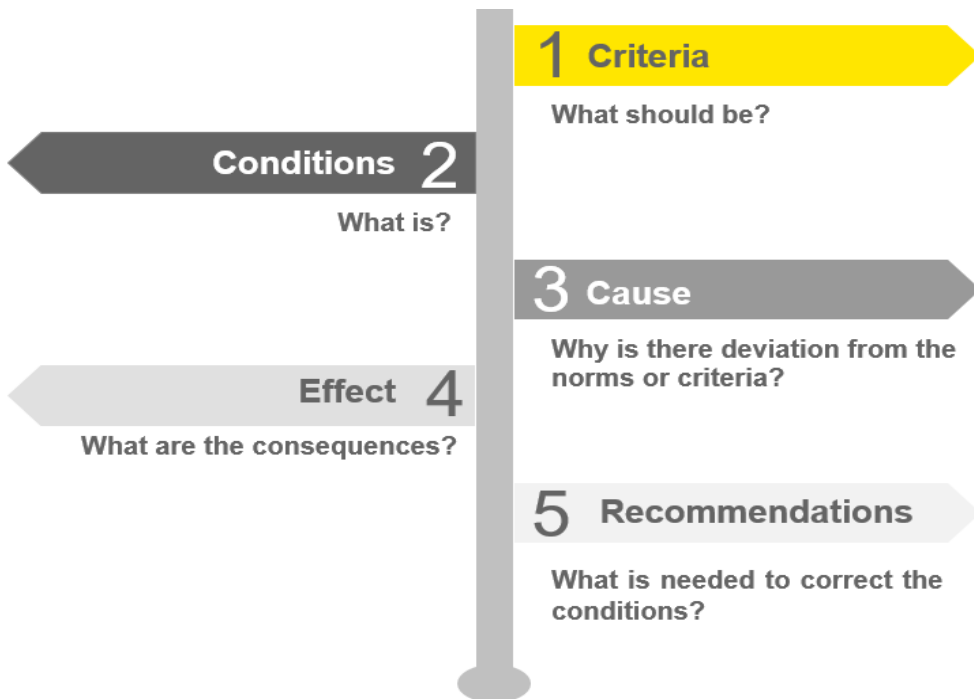 1 Criteria
What should be?
Conditions 2
What is?
3 Cause
Why is there deviation from the
norms or criteria?
Effect 4
What are the consequences?
5 Recommendations
What is needed to correct the
conditions?